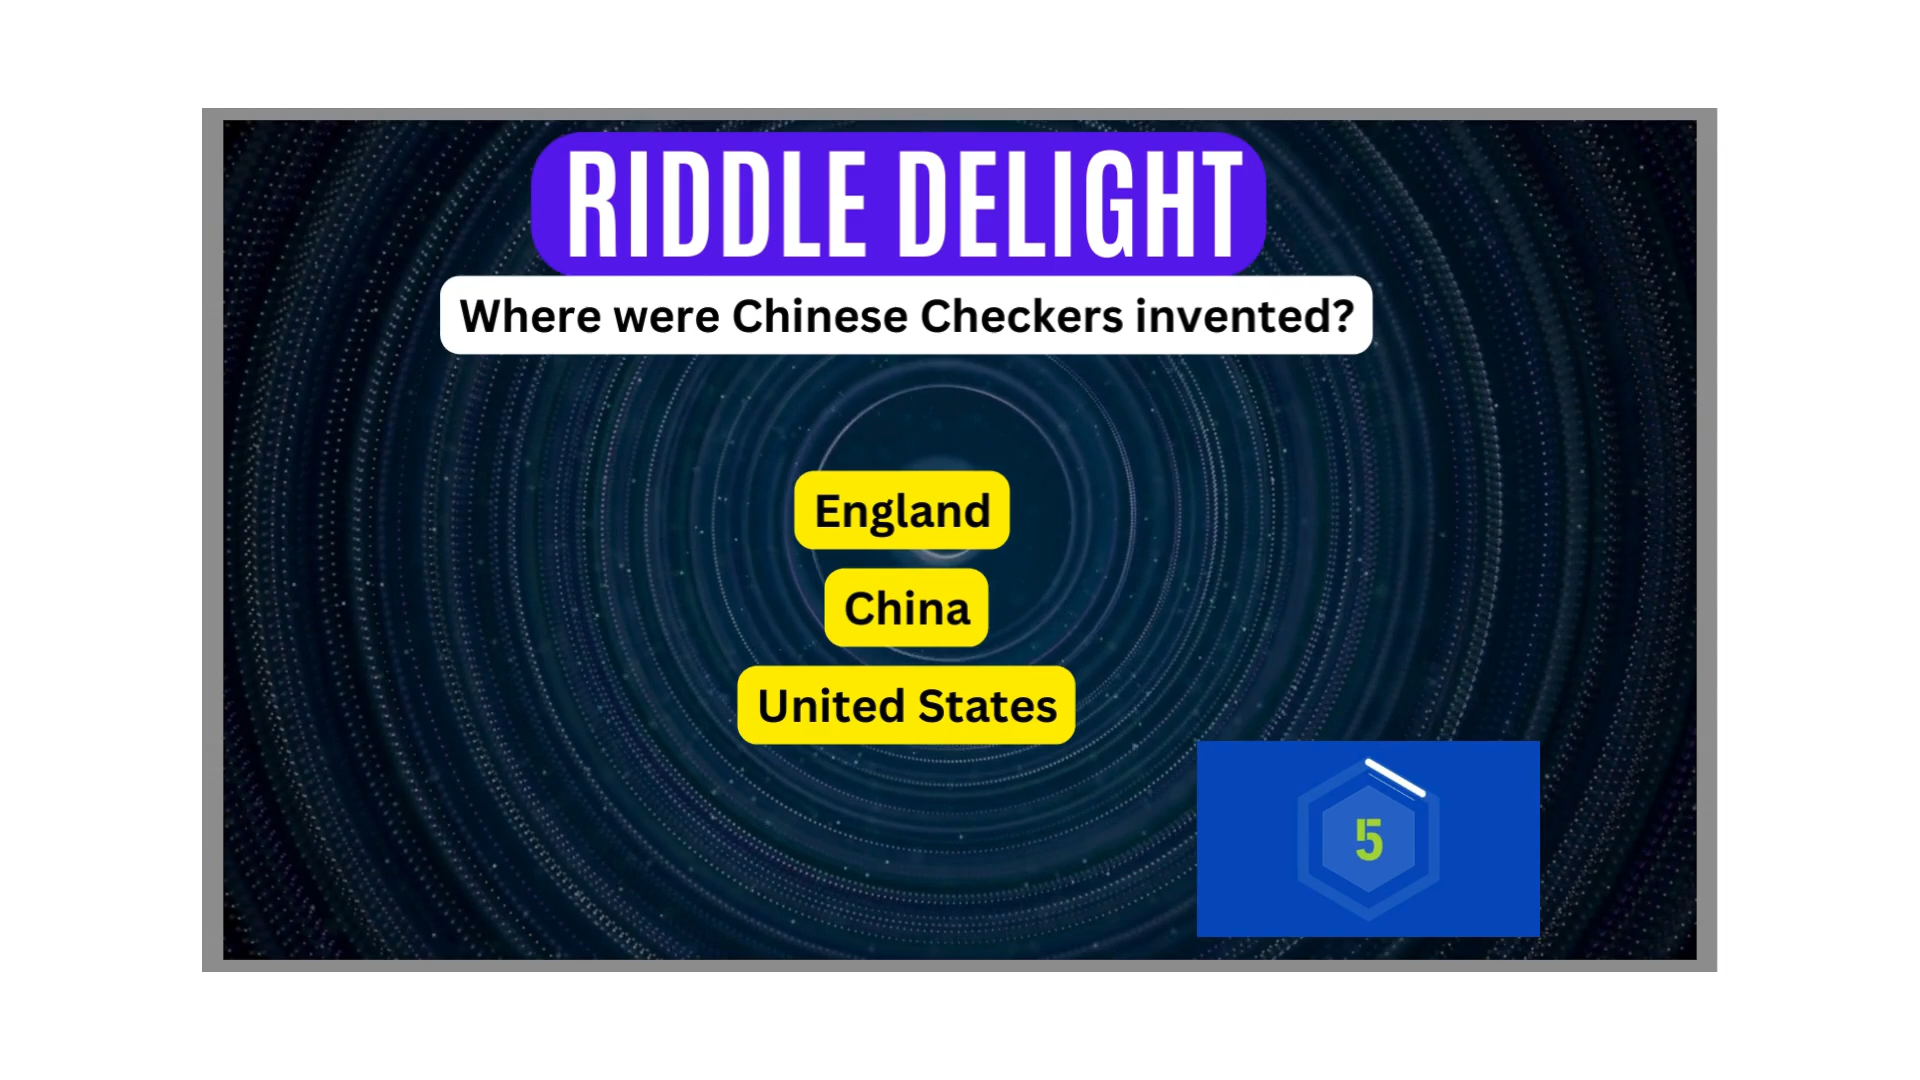 RIDDLE DELIGHT
Where were Chinese Checkers invented?
England
China
United States
5